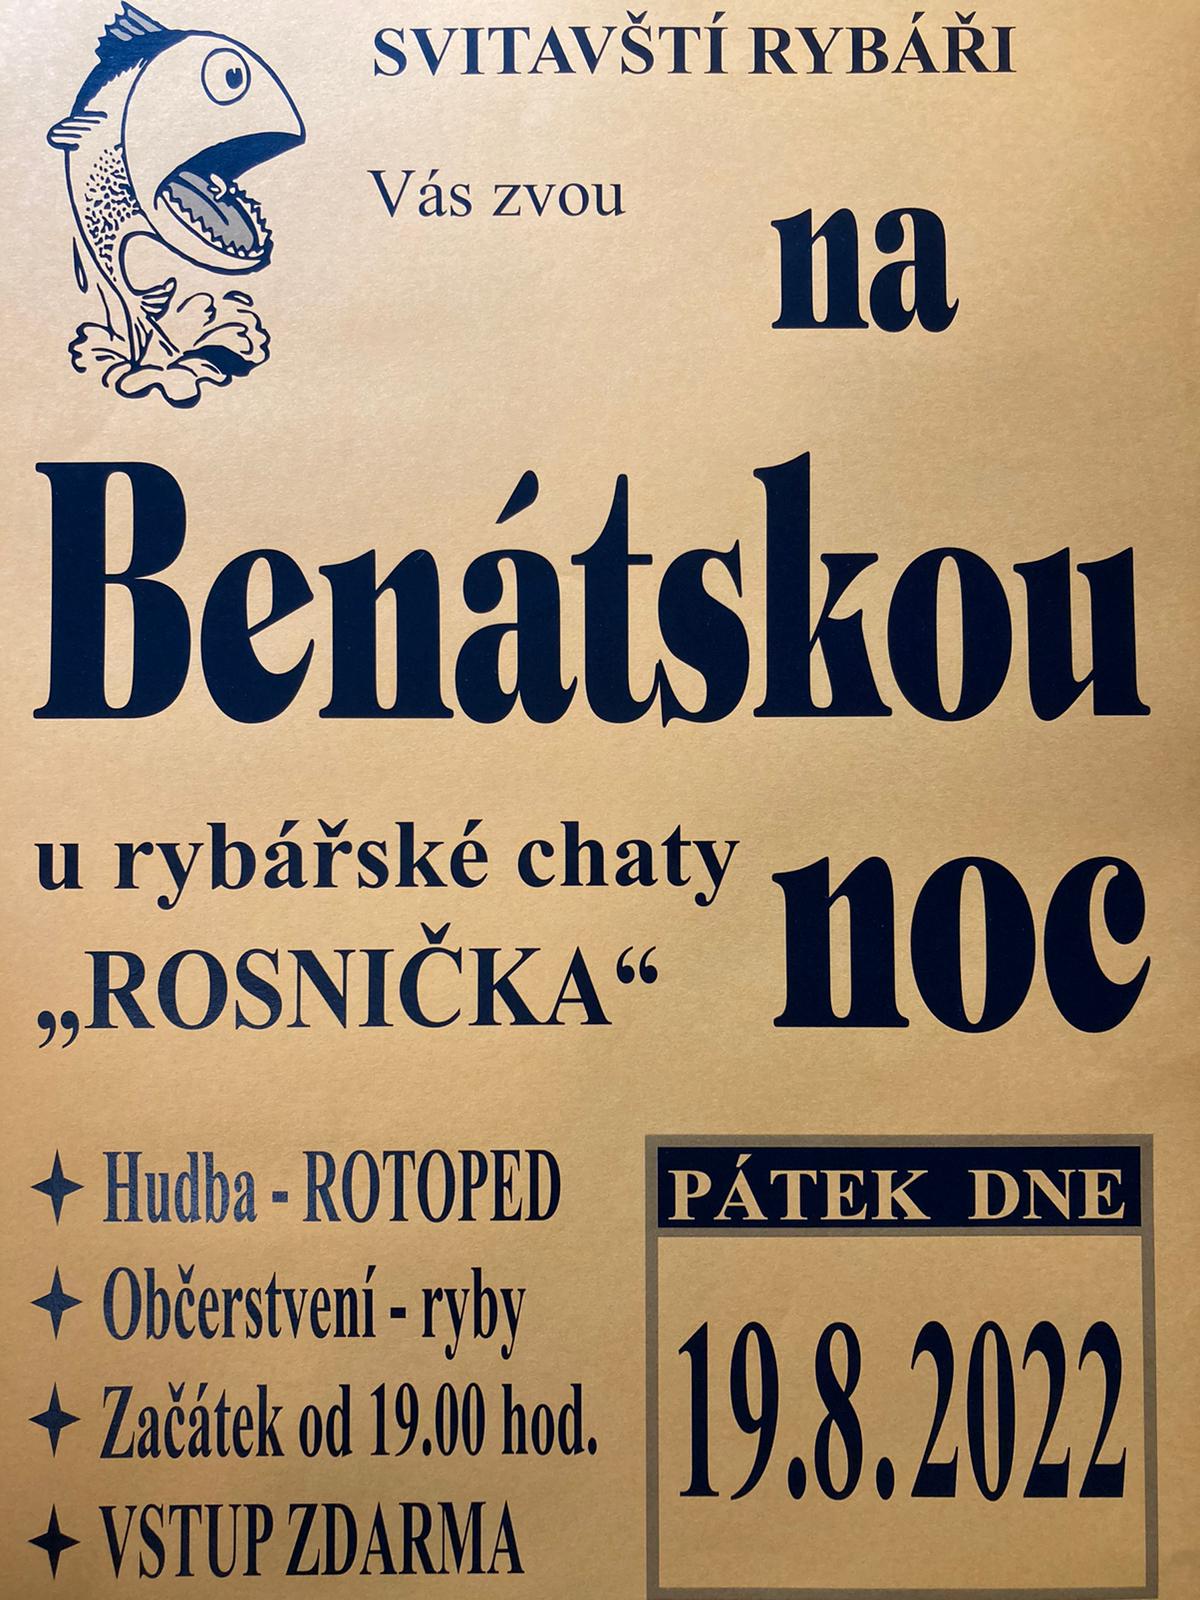 SVITAVŠTÍ RYBÁŘI
Vás zvou
na
Benátskou
noc
u rybářské chaty
„ROSNIČKA“
Hudba - ROTOPED
Občerstvení - ryby
Začátek od 19.00 hod.
VSTUP ZDARMA
PÁTEK DNE
19.8.2022